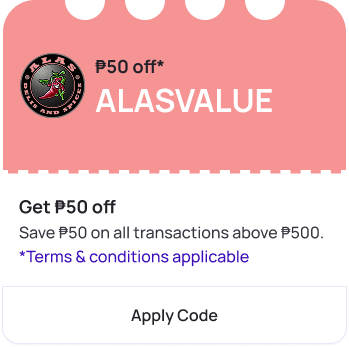 ALAS
DELIS AND SPICES
₱50 off*
ALASVALUE
Get ₱50 off
Save ₱50 on all transactions above ₱500.
*Terms & conditions applicable
Apply Code